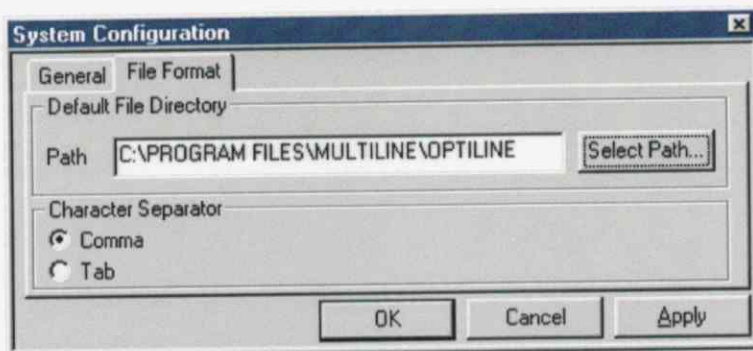 System Configuration
General File Format
Default File Directory
Path C:\PROGRAM FILES\MULTILINE\OPTILINE Select Path...
Character Separator
Comma
Tab
OK Cancel Apply